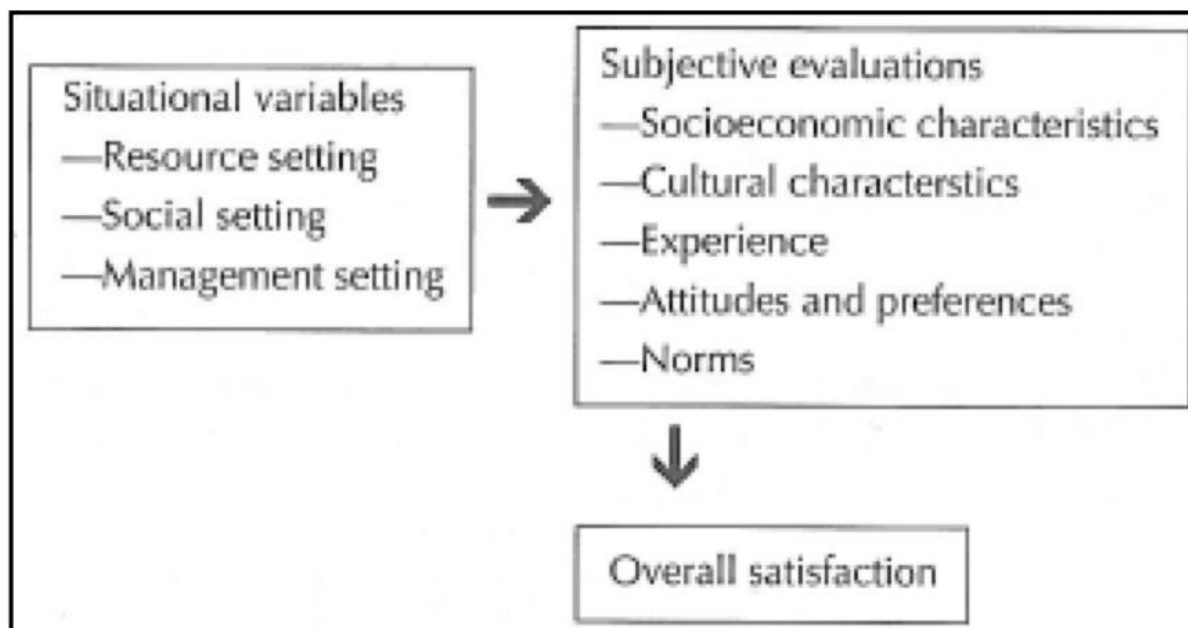 Situational variables
—Resource setting
—Social setting
—Management setting
Subjective evaluations
—Socioeconomic characteristics
—Cultural characterstics
—Experience
—Attitudes and preferences
—Norms
Overall satisfaction